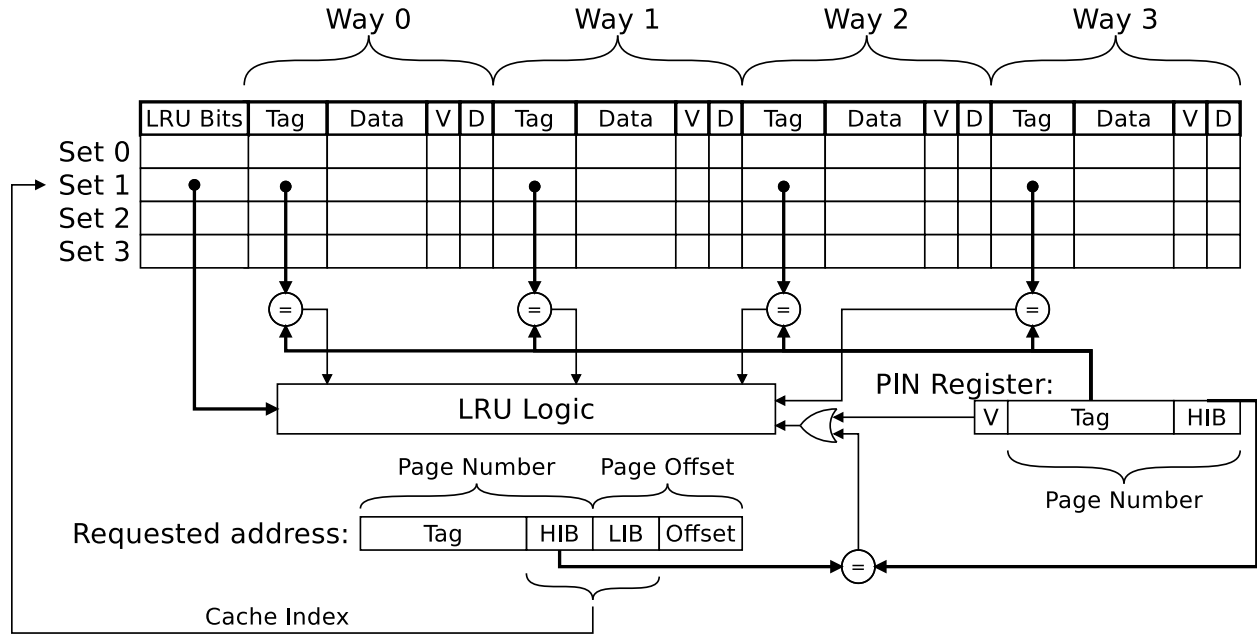 Way 0 Way 1 Way 2 Way 3
LRU Bits Tag Data V D Tag Data V D Tag Data V D Tag Data V D
Set 0
Set 1
Set 2
Set 3
= = = =
PIN Register:
LRU Logic
V Tag HIB
Page Number Page Offset
Page Number
Requested address: Tag HIB LIB Offset
=
Cache Index